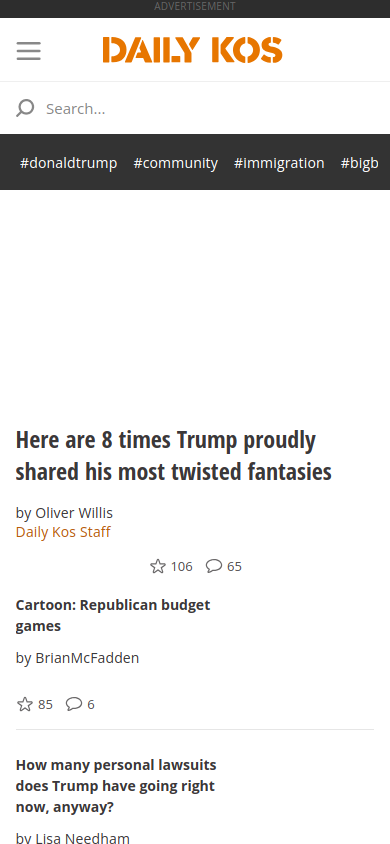 ADVERTISEMENT
DAILY KOS
Search...
#donaldtrump #community #immigration #bigb
Here are 8 times Trump proudly
shared his most twisted fantasies
by Oliver Willis
Daily Kos Staff
106 65
Cartoon: Republican budget
games
by BrianMcFadden
85 6
How many personal lawsuits
does Trump have going right
now, anyway?
by Lisa Needham